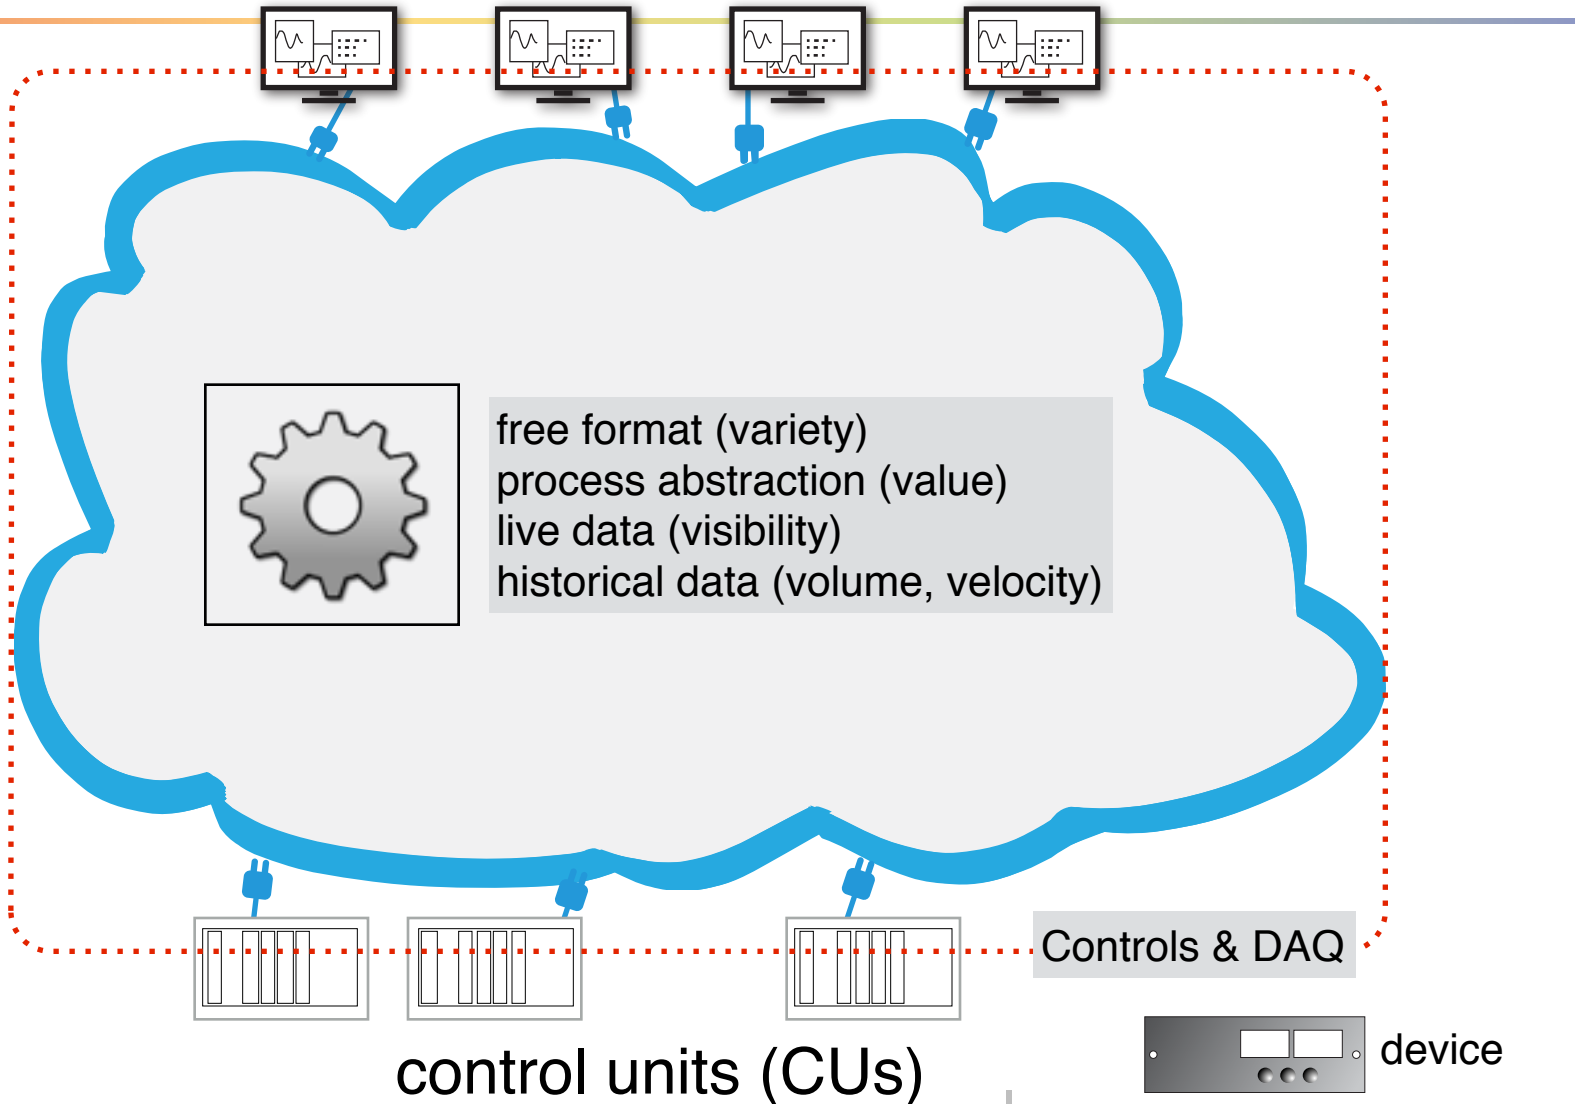 free format (variety)
process abstraction (value)
live data (visibility)
historical data (volume, velocity)
Controls & DAQ
control units (CUs)
device